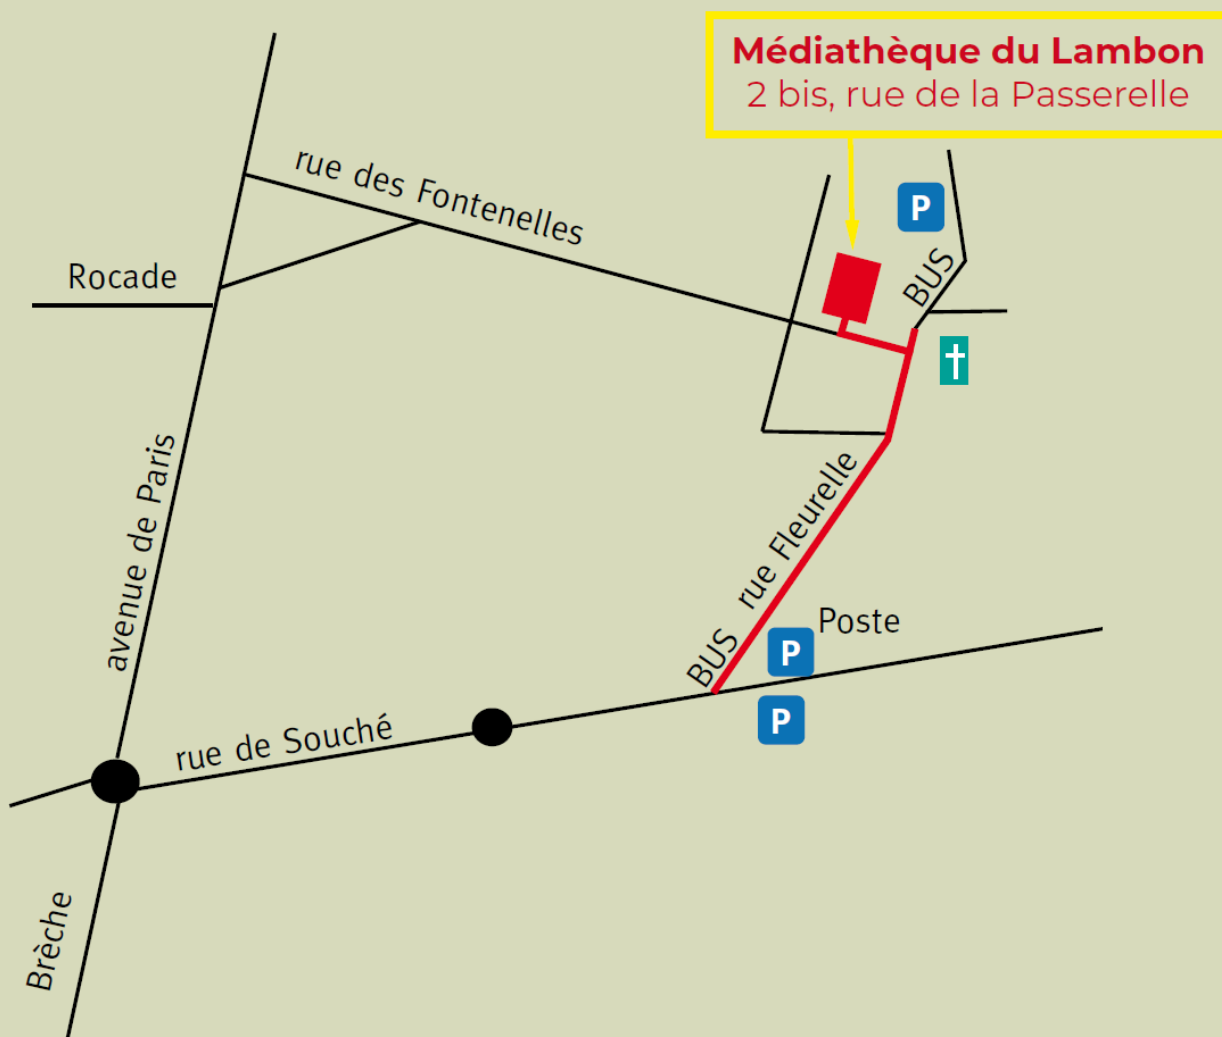 Médiathèque du Lambon
2 bis, rue de la Passerelle
rue des Fontenelles
P
Rocade
BUS
avenue de Paris
rue Fleurelle
Poste
BUS
P
P
rue de Souché
Brèche